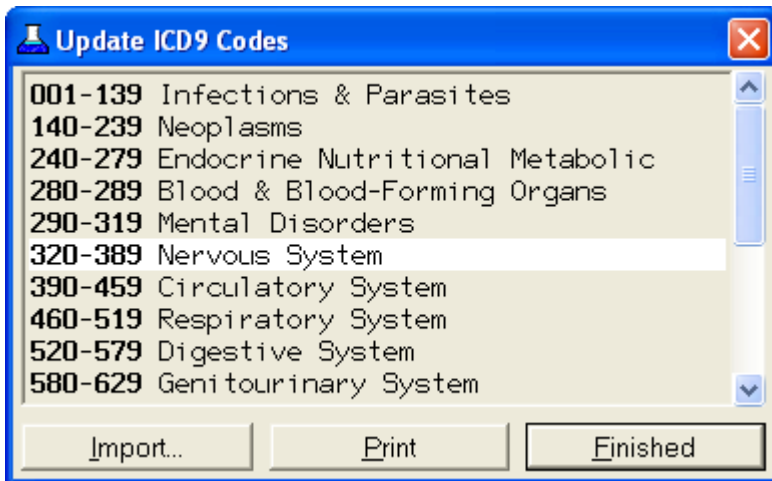 Update ICD9 Codes
001-139 Infections & Parasites
140-239 Neoplasms
240-279 Endocrine Nutritional Metabolic
280-289 Blood & Blood-Forming Organs
290-319 Mental Disorders
320-389 Nervous System
390-459 Circulatory System
460-519 Respiratory System
520-579 Digestive System
580-629 Genitourinary System
Import... Print Finished